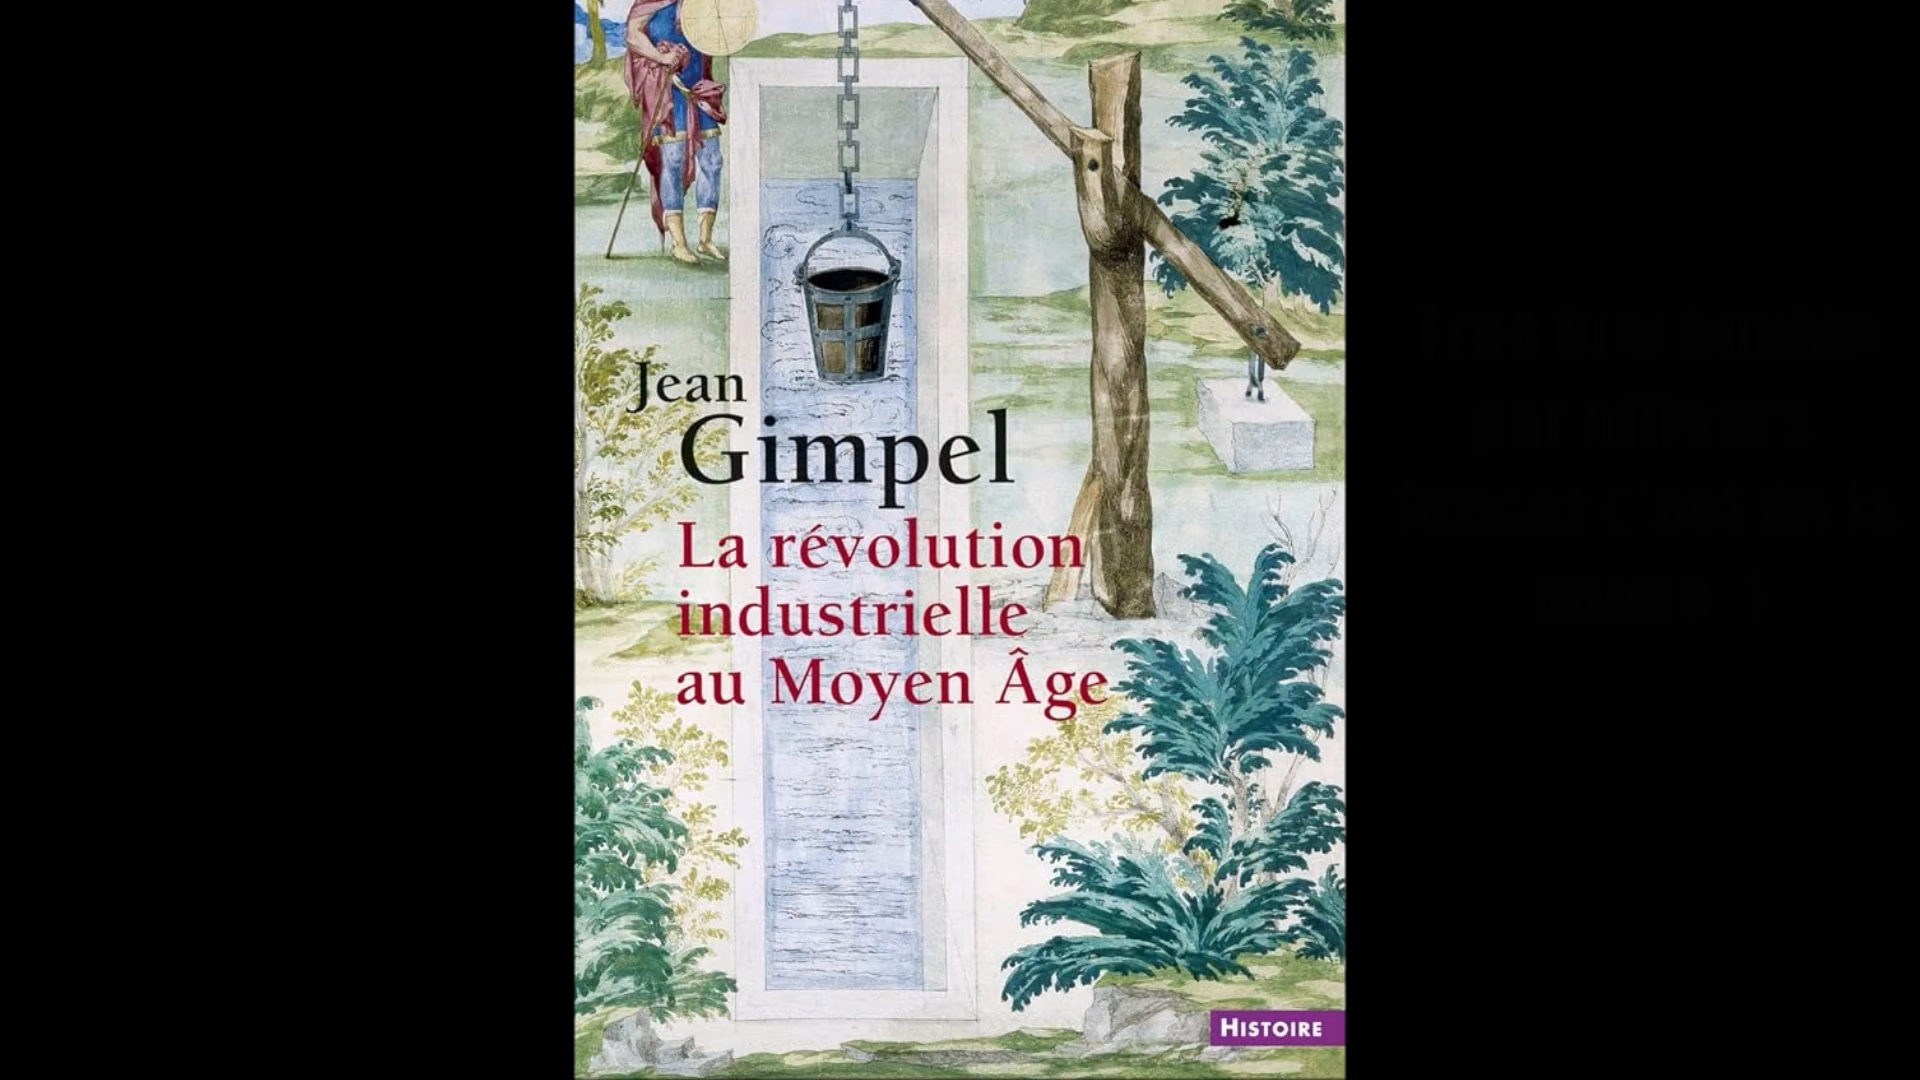 Jean
Gimpel
La révolution
industrielle
au Moyen Âge
HISTOIRE